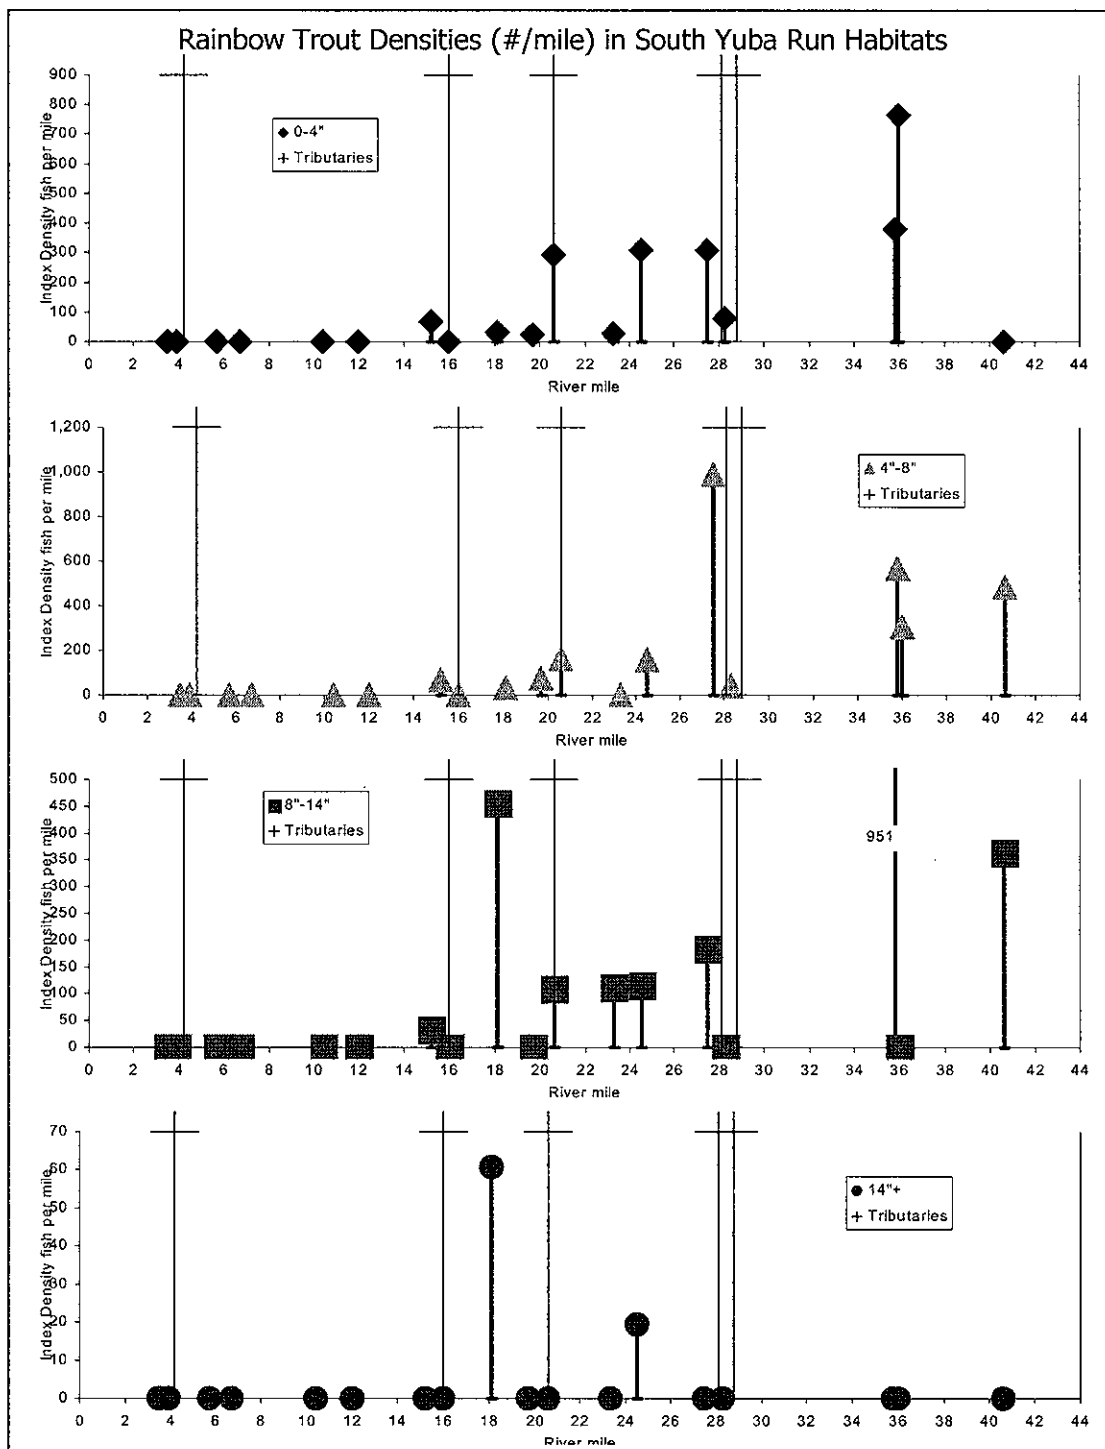 Rainbow Trout Densities (#/mile) in South Yuba Run Habitats
Index Density fish per mile
900
800
700
600
500
400
300
200
100
0
0-4"
Tributaries
0 2 4 6 8 10 12 14 16 18 20 22 24 26 28 30 32 34 36 38 40 42 44
River mile
Index Density fish per mile
1,200
1,000
800
600
400
200
0
4"-8"
Tributaries
0 2 4 6 8 10 12 14 16 18 20 22 24 26 28 30 32 34 36 38 40 42 44
River mile
Index Density fish per mile
500
450
400
350
300
250
200
150
100
50
0
8"-14"
Tributaries
951
0 2 4 6 8 10 12 14 16 18 20 22 24 26 28 30 32 34 36 38 40 42 44
River mile
Index Density fish per mile
70
60
50
40
30
20
10
0
14"+
Tributaries
0 2 4 6 8 10 12 14 16 18 20 22 24 26 28 30 32 34 36 38 40 42 44
River mile